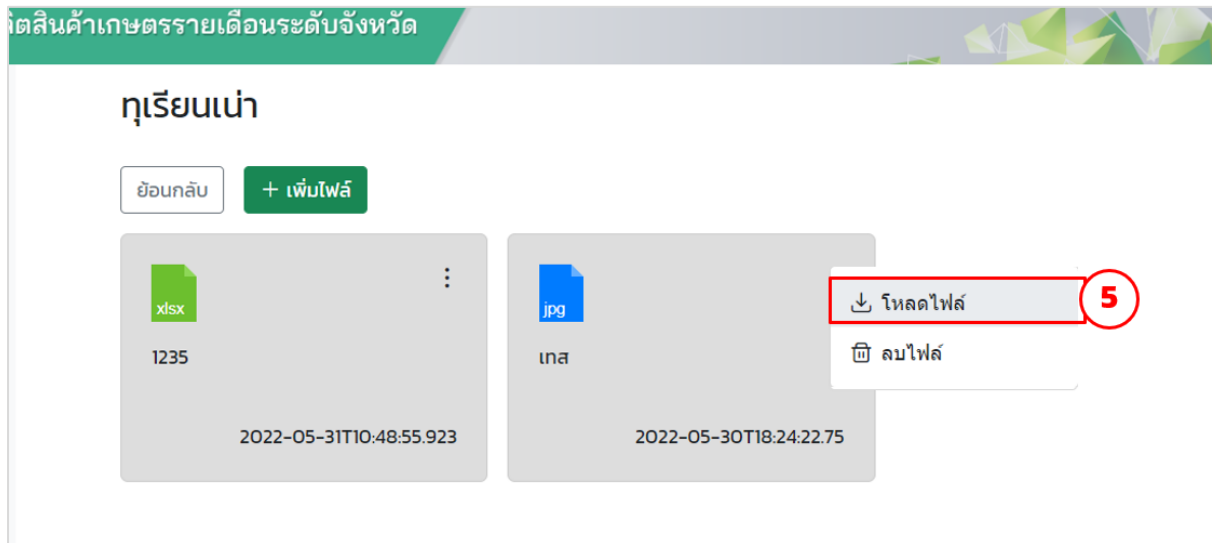 ิตสินค้าเกษตรรายเดือนระดับจังหวัด
ทุเรียนเน่า
ย้อนกลับ
+ เพิ่มไฟล์
xlsx
1235
2022-05-31T10:48:55.923
jpg
เทส
2022-05-30T18:24:22.75
โหลดไฟล์
5
ลบไฟล์